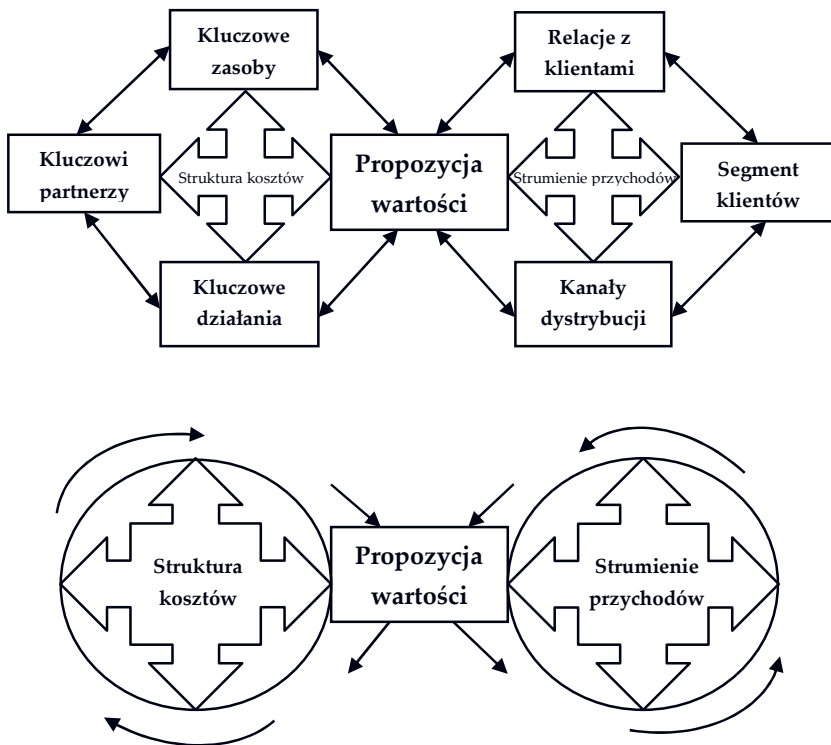 Kluczowe
zasoby
Relacje z
klientami
Kluczowi
partnerzy
Struktura kosztów
Propozycja
wartości
Strumienie przychodów
Segment
klientów
Kluczowe
działania
Kanały
dystrybucji
Struktura
kosztów
Propozycja
wartości
Strumienie
przychodów